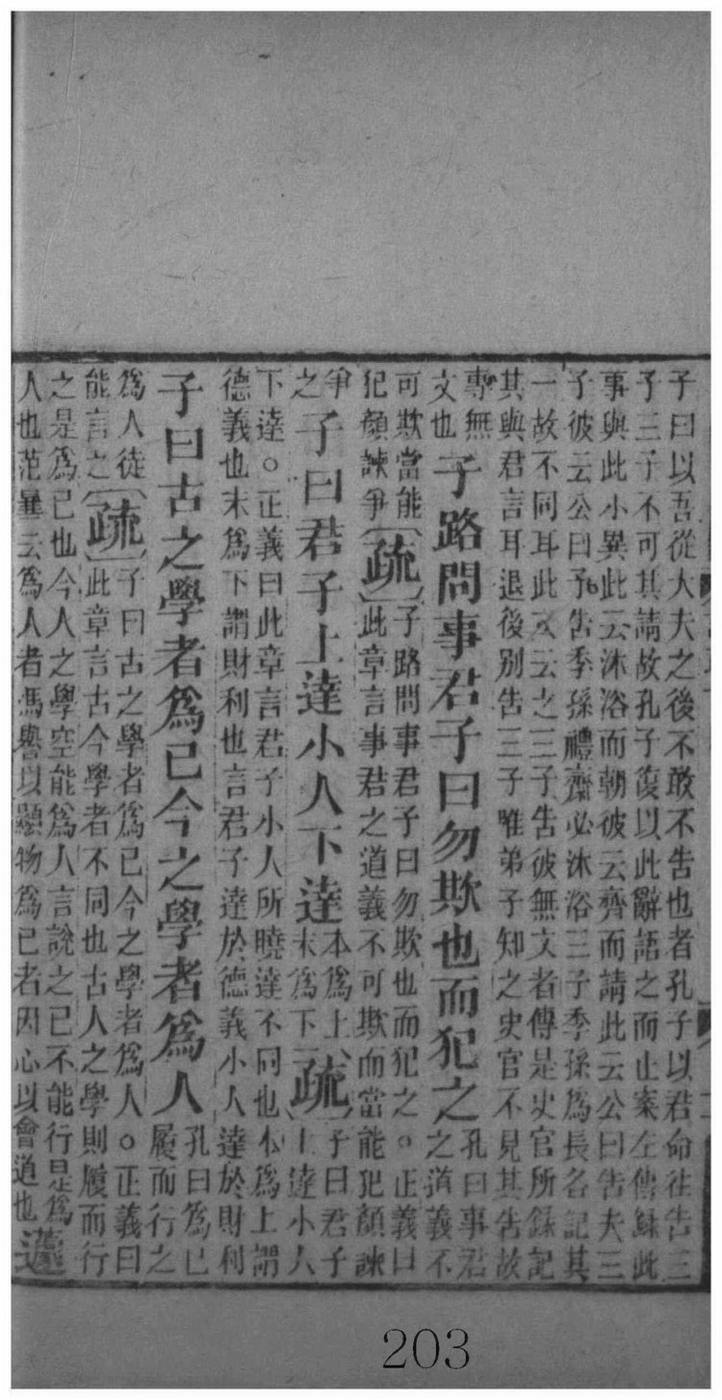 子曰以吾從大夫之後不敢不告也者孔子以君命往告三
子三子不可其請故孔子復以此辭語之而止案左傳錄此
事與此小異此云沐浴而朝彼云齊而請此云公曰告夫三
子彼云公曰子告季孫禮齋必沐浴三子季孫爲長各記其
一故不同耳此又云之三子告彼無文者傳是史官所錄記
其與君言耳退後別告三子唯弟子知之史官不見其告故
專無
文也
子路問事君子曰勿欺也而犯之
孔曰事君
之道義不
可欺當能
犯顔諫爭
疏
子路問事君子曰勿欺也而犯之。正義曰
此章言事君之道義不可欺而當能犯顔諫
爭
之
子曰君子上達小人下達
本爲上
末爲下
疏
子曰君子
上達小人
下達。正義曰此章言君子小人所曉達不同也本爲上謂
德義也末爲下謂財利也言君子達於德義小人達於財利
子曰古之學者爲己今之學者爲人
孔曰爲己
履而行之
爲人徒
能言之
疏
子曰古之學者爲己今之學者爲人。正義曰
此章言古今學者不同也古人之學則履而行
之是爲己也今人之學空能爲人言說之己不能行是爲
人也范曅云爲人者馮譽以顯物爲己者因心以會道也
蘧